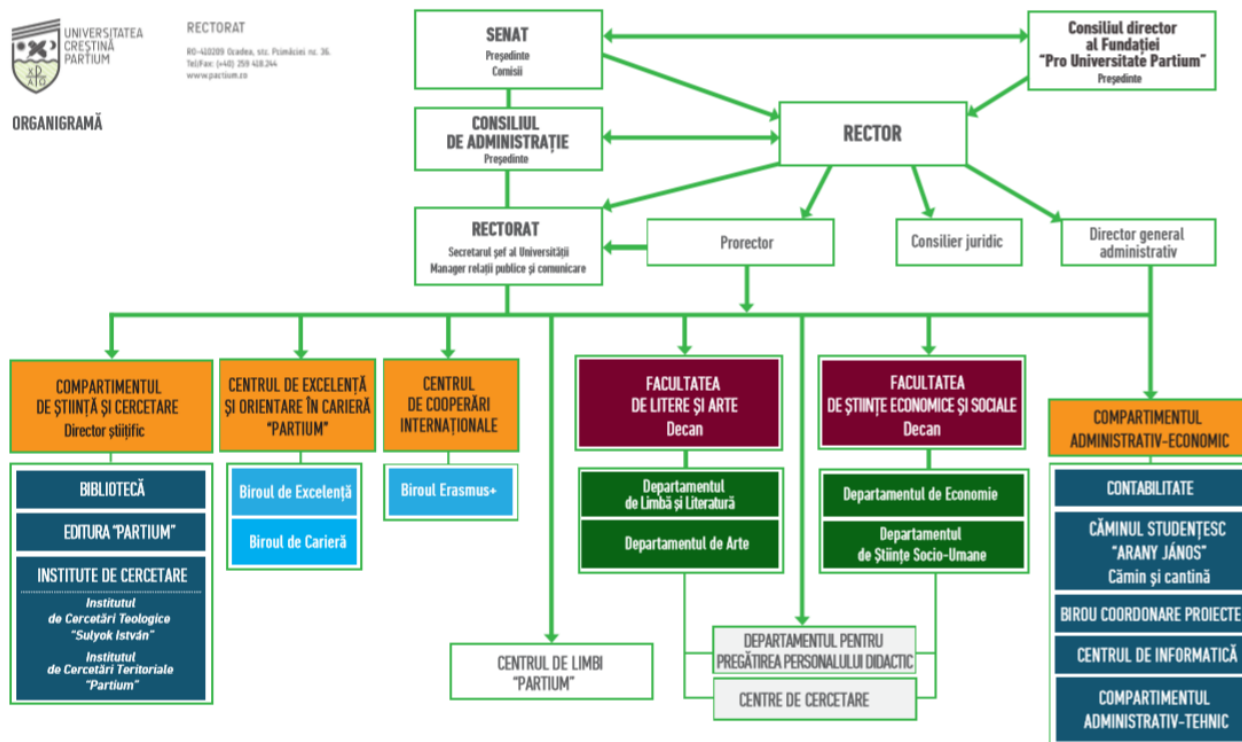 UNIVERSITATEA
CREȘTINĂ
PARTIUM
RECTORAT
RO-410209 Oradea, str. Primăriei nr. 36.
Tel/Fax: (+40) 259 418 244
www.partium.ro
ORGANIGRAMĂ
SENAT
Președinte
Comisii
Consiliul director
al Fundației
"Pro Universitate Partium"
Președinte
CONSILIUL
DE ADMINISTRAȚIE
Președinte
RECTOR
RECTORAT
Secretarul șef al Universității
Manager relații publice și comunicare
Prorector
Consilier juridic
Director general
administrativ
COMPARTIMENTUL
DE ȘTIINȚĂ ȘI CERCETARE
Director știițific
CENTRUL DE EXCELENȚĂ
ȘI ORIENTARE ÎN CARIERĂ
"PARTIUM"
CENTRUL
DE COOPERĂRI
INTERNAȚIONALE
FACULTATEA
DE LITERE ȘI ARTE
Decan
FACULTATEA
DE ȘTIINȚE ECONOMICE ȘI SOCIALE
Decan
COMPARTIMENTUL
ADMINISTRATIV-ECONOMIC
BIBLIOTECĂ
EDITURA "PARTIUM"
INSTITUTE DE CERCETARE
Institutul
de Cercetări Teologice
"Sulyok István"
Institutul
de Cercetări Teritoriale
"Partium"
Biroul de Excelență
Biroul de Carieră
Biroul Erasmus+
Departamentul
de Limbă și Literatură
Departamentul de Arte
Departamentul de Economie
Departamentul
de Științe Socio-Umane
CONTABILITATE
CĂMINUL STUDENȚESC
"ARANY JÁNOS"
Cămin și cantină
BIROU COORDONARE PROIECTE
CENTRUL DE INFORMATICĂ
COMPARTIMENTUL
ADMINISTRATIV-TEHNIC
CENTRUL DE LIMBI
"PARTIUM"
DEPARTAMENTUL PENTRU
PREGĂTIREA PERSONALULUI DIDACTIC
CENTRE DE CERCETARE